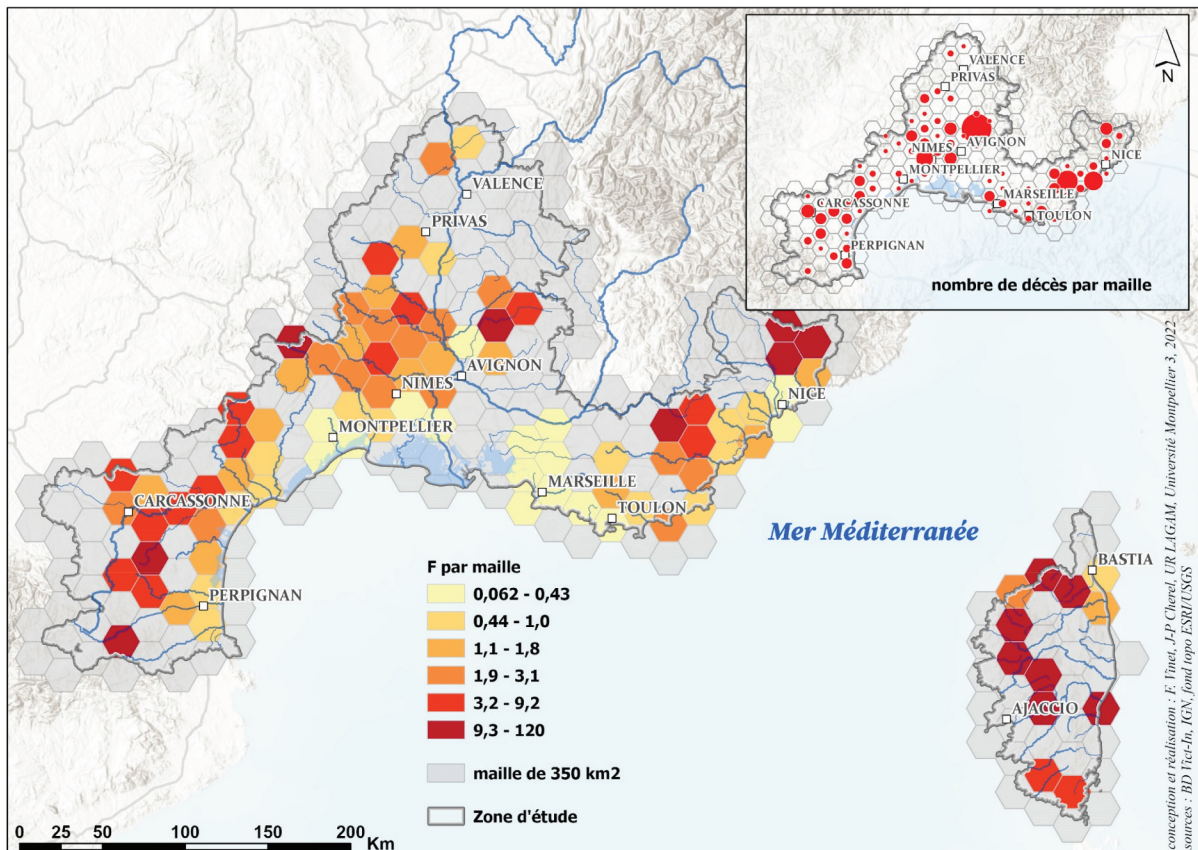 VALENCE
PRIVAS
AVIGNON
NIMES
MONTPELLIER
NICE
MARSEILLE
TOULON
CARCASSONNE
PERPIGNAN
nombre de décès par maille
N
VALENCE
PRIVAS
AVIGNON
NIMES
MONTPELLIER
NICE
MARSEILLE
TOULON
CARCASSONNE
PERPIGNAN
Mer Méditerranée
BASTIA
AJACCIO
F par maille
0,062 - 0,43
0,44 - 1,0
1,1 - 1,8
1,9 - 3,1
3,2 - 9,2
9,3 - 120
maille de 350 km2
Zone d'étude
0 25 50 100 150 200
Km
conception et réalisation : F. Vinet, J-P Cherel, UR LAGAM, Université Montpellier 3, 2022
sources : BD Vict-In, IGN, fond topo ESRI/USGS